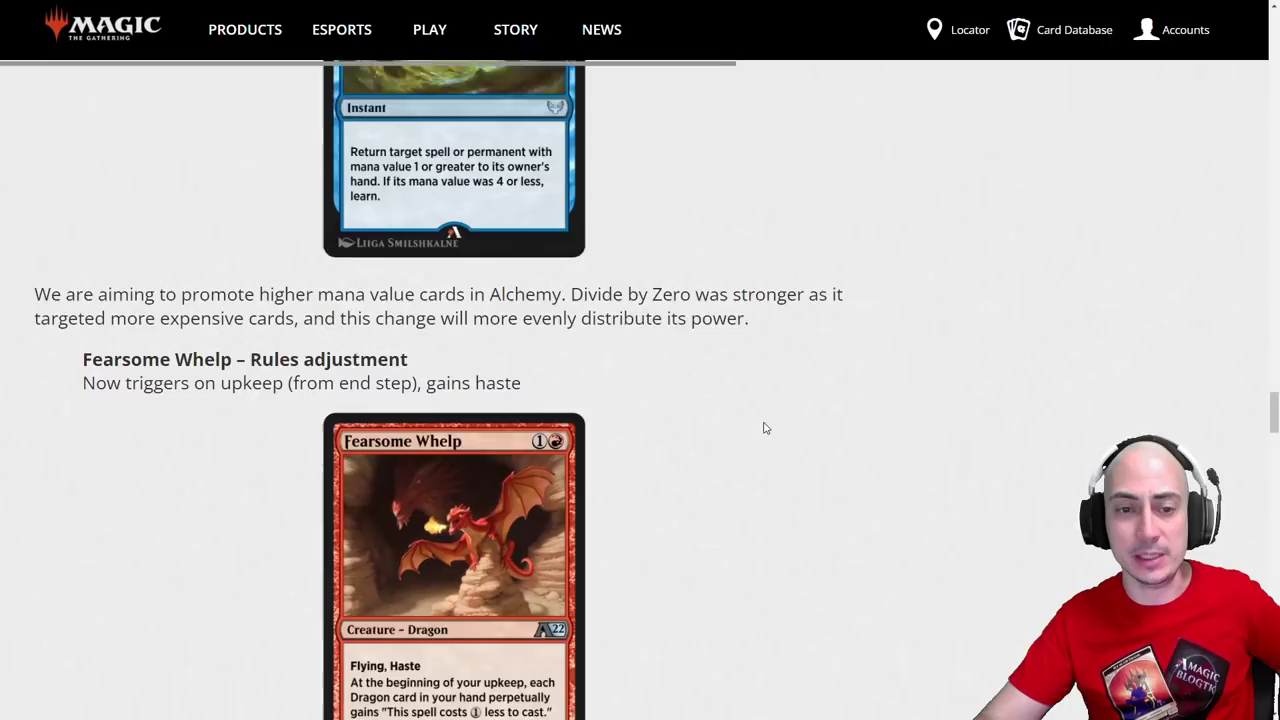 MAGIC
THE GATHERING
PRODUCTS
ESPORTS
PLAY
STORY
NEWS
Locator
Card Database
Accounts
Instant
Return target spell or permanent with
mana value 1 or greater to its owner's
hand. If its mana value was 4 or less,
learn.
LIIGA SMILSHKALNE
We are aiming to promote higher mana value cards in Alchemy. Divide by Zero was stronger as it
targeted more expensive cards, and this change will more evenly distribute its power.
Fearsome Whelp – Rules adjustment
Now triggers on upkeep (from end step), gains haste
Fearsome Whelp 1
Creature – Dragon
A22
Flying, Haste
At the beginning of your upkeep, each
Dragon card in your hand perpetually
gains "This spell costs 1 less to cast."
MAGIC